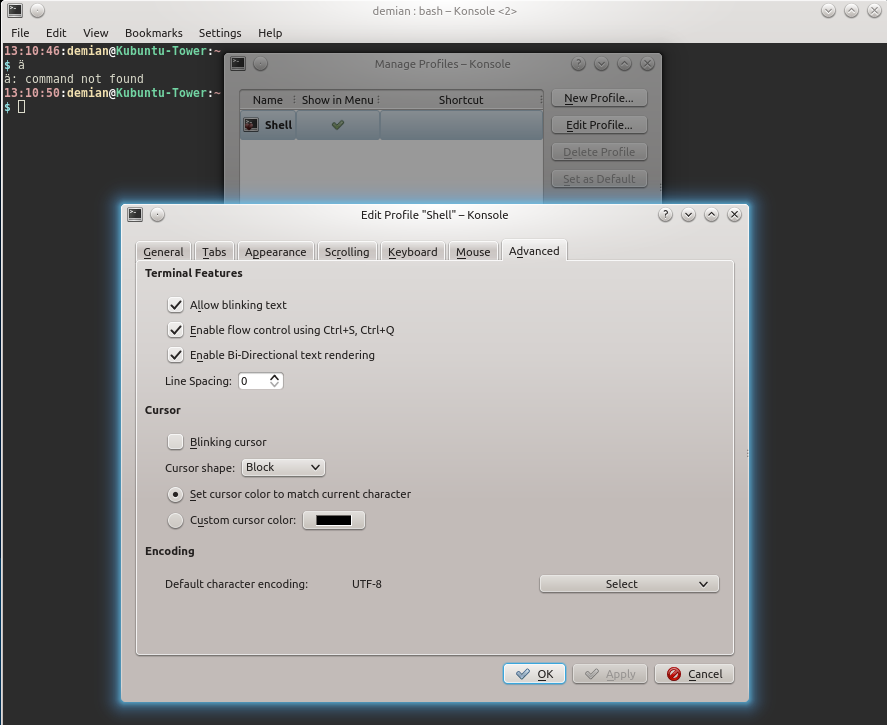 demian : bash – Konsole <2>
File Edit View Bookmarks Settings Help
13:10:46:demian@Kubuntu-Tower:~
$ ä
ä: command not found
13:10:50:demian@Kubuntu-Tower:~
$
Manage Profiles – Konsole
Name Show in Menu Shortcut
Shell
New Profile...
Edit Profile...
Delete Profile
Set as Default
Edit Profile "Shell" – Konsole
General Tabs Appearance Scrolling Keyboard Mouse Advanced
Terminal Features
Allow blinking text
Enable flow control using Ctrl+S, Ctrl+Q
Enable Bi-Directional text rendering
Line Spacing: 0
Cursor
Blinking cursor
Cursor shape: Block
Set cursor color to match current character
Custom cursor color:
Encoding
Default character encoding: UTF-8 Select
OK Apply Cancel